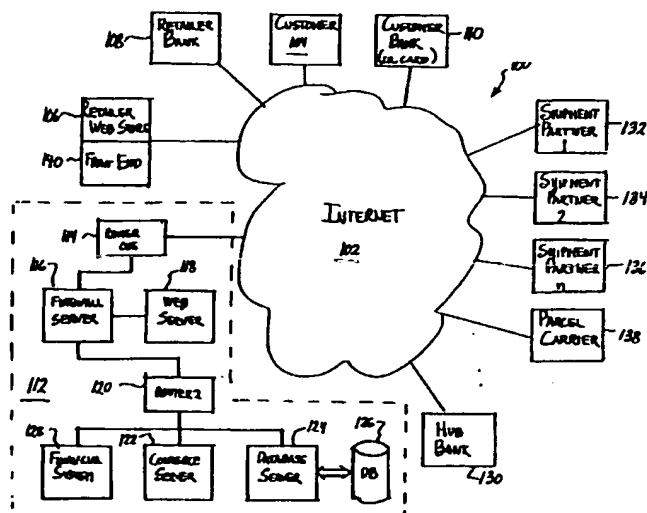 108
RETAILER
BANK
CUSTOMER
104
CUSTOMER
BANK
(OR CARD)
110
100
106
RETAILER
WEB STORE
140
FRONT END
SHIPMENT
PARTNER
1
132
SHIPMENT
PARTNER
2
134
SHIPMENT
PARTNER
n
136
PARCEL
CARRIER
138
INTERNET
102
114
ROUTER
ONE
116
FIREWALL
SERVER
118
WEB
SERVER
112
120
ROUTER 2
128
FINANCIAL
SYSTEM
122
COMMERCE
SERVER
124
DATABASE
SERVER
126
DB
HUB
BANK
130